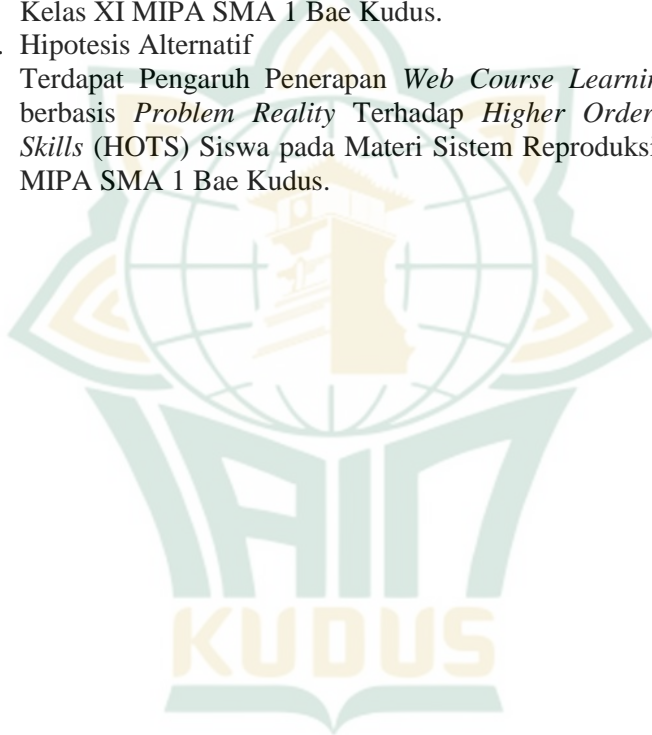 Kelas XI MIPA SMA 1 Bae Kudus.
. Hipotesis Alternatif
Terdapat Pengaruh Penerapan Web Course Learnin
berbasis Problem Reality Terhadap Higher Order
Skills (HOTS) Siswa pada Materi Sistem Reproduksi
MIPA SMA 1 Bae Kudus.
IAIN
KUDUS